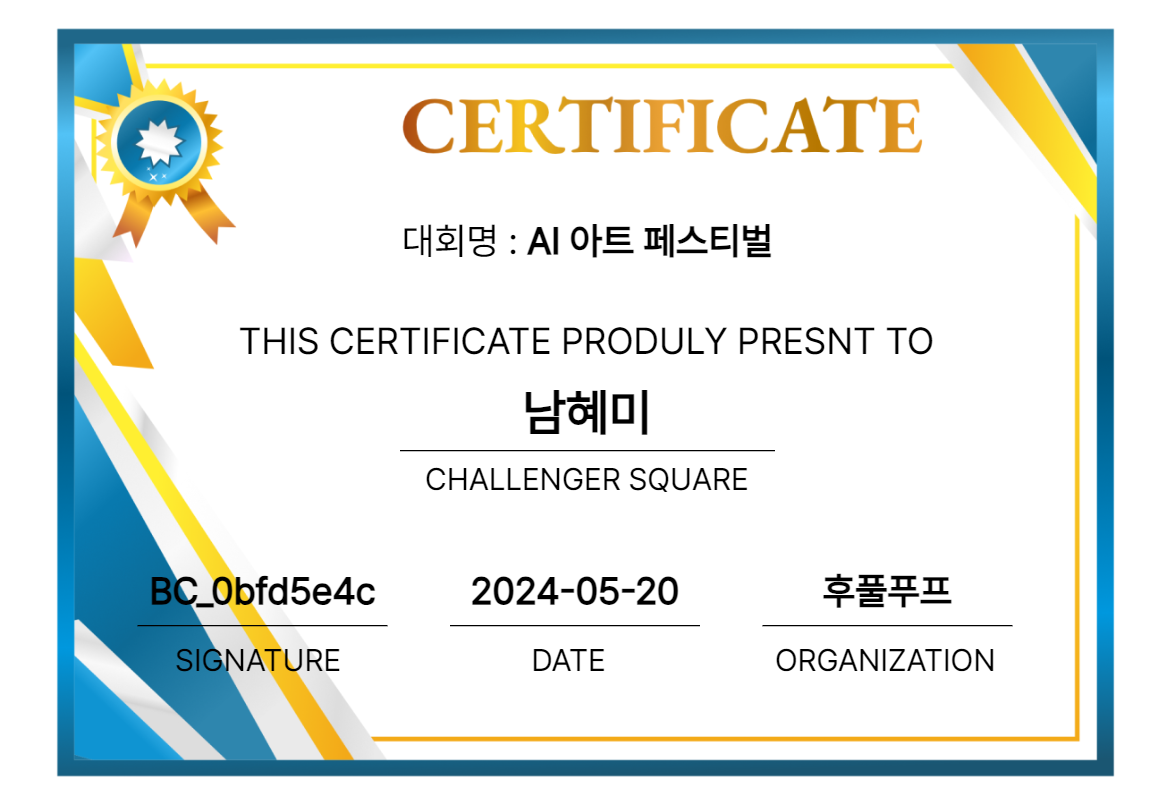 CERTIFICATE
대회명 : AI 아트 페스티벌
THIS CERTIFICATE PRODULY PRESNT TO
남혜미
CHALLENGER SQUARE
BC_0bfd5e4c 2024-05-20 후풀푸프
SIGNATURE DATE ORGANIZATION